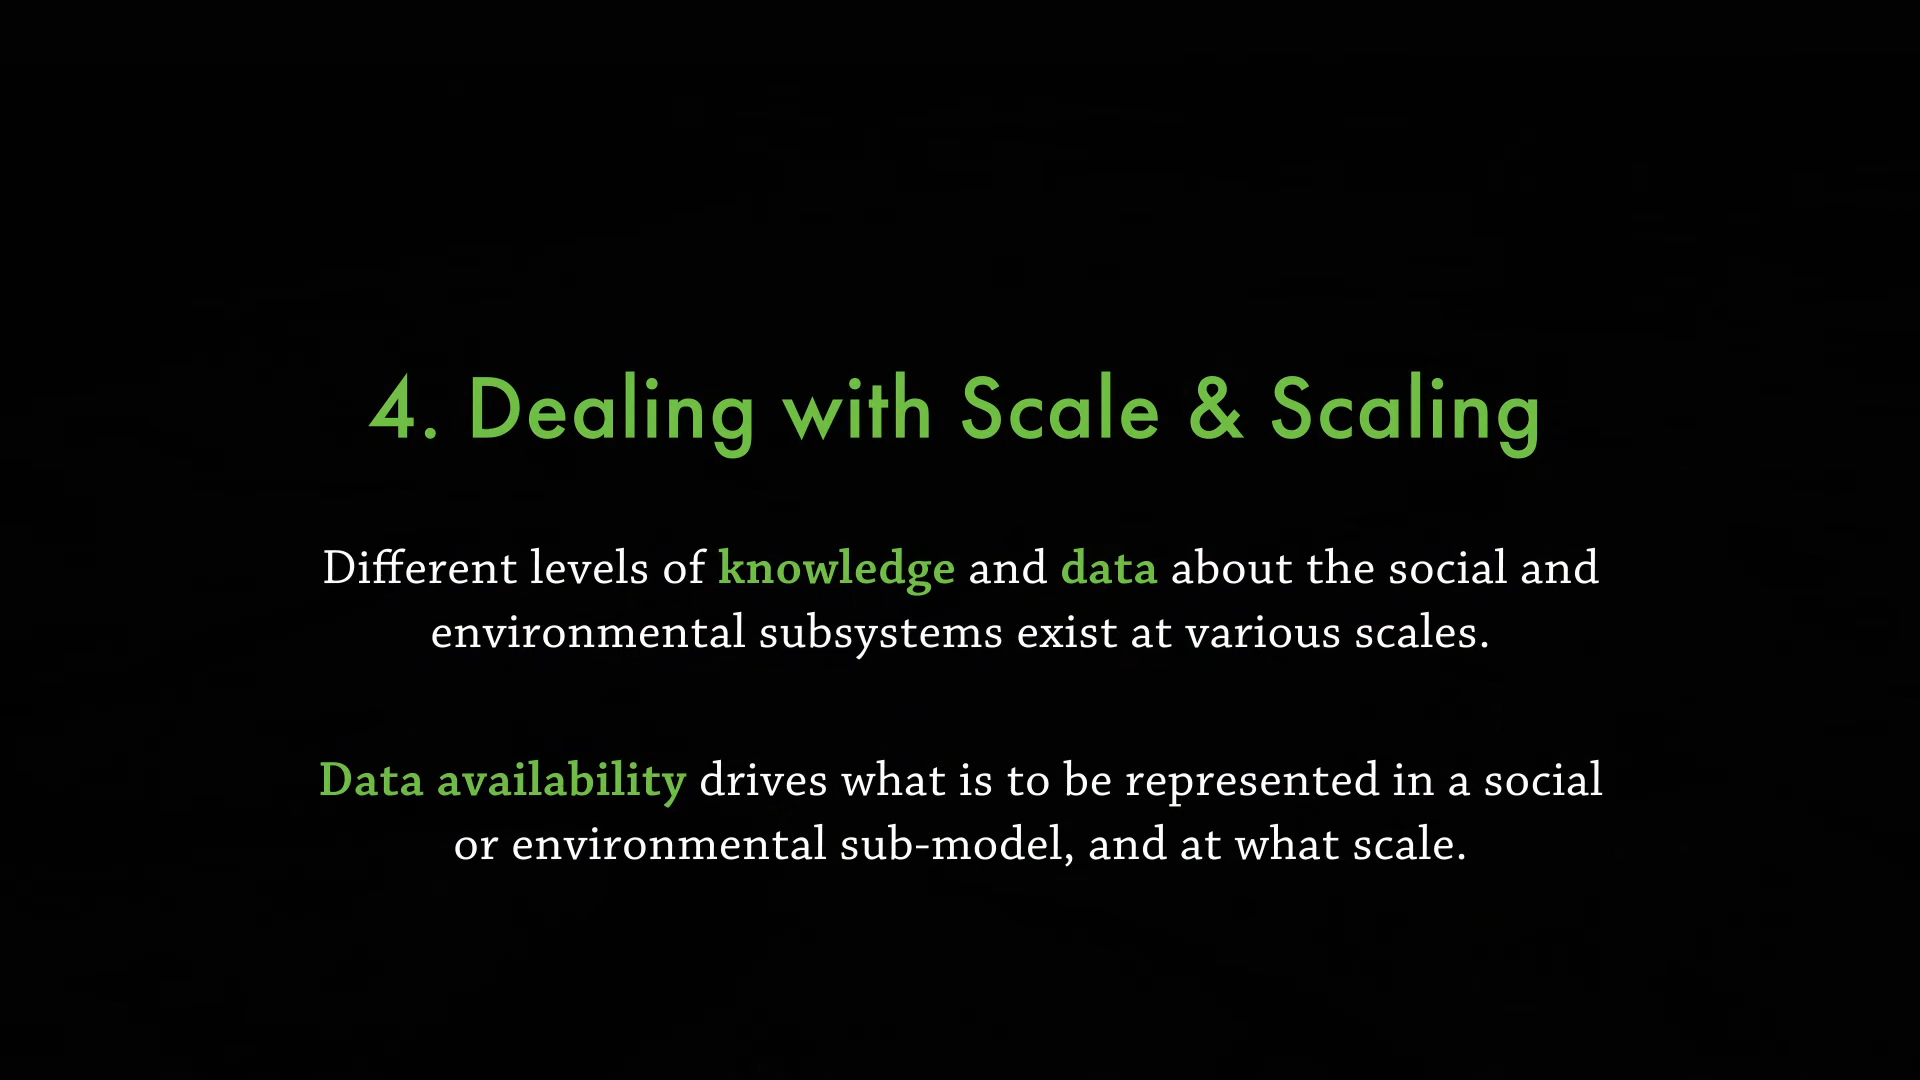 4. Dealing with Scale & Scaling
Different levels of knowledge and data about the social and
environmental subsystems exist at various scales.
Data availability drives what is to be represented in a social
or environmental sub-model, and at what scale.